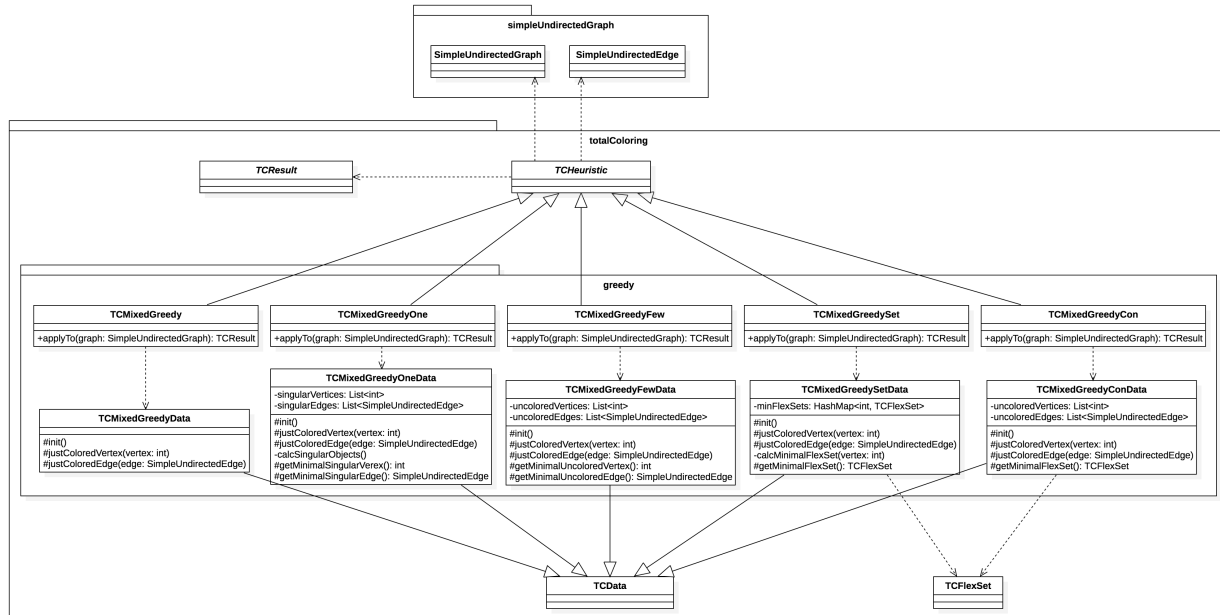 simpleUndirectedGraph
SimpleUndirectedGraph
SimpleUndirectedEdge
totalColoring
TCResult
TCHeuristic
greedy
TCMixedGreedy
+applyTo(graph: SimpleUndirectedGraph): TCResult
TCMixedGreedyOne
+applyTo(graph: SimpleUndirectedGraph): TCResult
TCMixedGreedyFew
+applyTo(graph: SimpleUndirectedGraph): TCResult
TCMixedGreedySet
+applyTo(graph: SimpleUndirectedGraph): TCResult
TCMixedGreedyCon
+applyTo(graph: SimpleUndirectedGraph): TCResult
TCMixedGreedyData
#init()
#justColoredVertex(vertex: int)
#justColoredEdge(edge: SimpleUndirectedEdge)
TCMixedGreedyOneData
-singularVertices: List<int>
-singularEdges: List<SimpleUndirectedEdge>
#init()
#justColoredVertex(vertex: int)
#justColoredEdge(edge: SimpleUndirectedEdge)
-calcSingularObjects()
#getMinimalSingularVerex(): int
#getMinimalSingularEdge(): SimpleUndirectedEdge
TCMixedGreedyFewData
-uncoloredVertices: List<int>
-uncoloredEdges: List<SimpleUndirectedEdge>
#init()
#justColoredVertex(vertex: int)
#justColoredEdge(edge: SimpleUndirectedEdge)
#getMinimalUncoloredVertex(): int
#getMinimalUncoloredEdge(): SimpleUndirectedEdge
TCMixedGreedySetData
-minFlexSets: HashMap<int, TCFlexSet>
#init()
#justColoredVertex(vertex: int)
#justColoredEdge(edge: SimpleUndirectedEdge)
-calcMinimalFlexSet(vertex: int)
#getMinimalFlexSet(): TCFlexSet
TCMixedGreedyConData
-uncoloredVertices: List<int>
-uncoloredEdges: List<SimpleUndirectedEdge>
#init()
#justColoredVertex(vertex: int)
#justColoredEdge(edge: SimpleUndirectedEdge)
#getMinimalFlexSet(): TCFlexSet
TCData
TCFlexSet